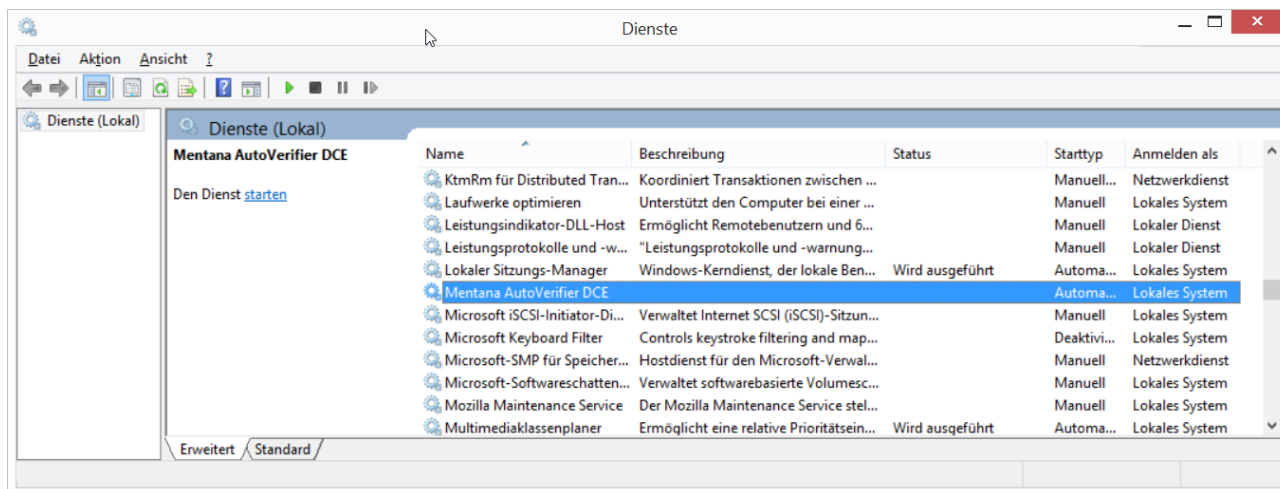 Dienste
Datei Aktion Ansicht ?
Dienste (Lokal)
Dienste (Lokal)
Mentana AutoVerifier DCE
Den Dienst starten
Name Beschreibung Status Starttyp Anmelden als
KtmRm für Distributed Tran... Koordiniert Transaktionen zwischen ... Manuell... Netzwerkdienst
Laufwerke optimieren Unterstützt den Computer bei einer ... Manuell Lokales System
Leistungsindikator-DLL-Host Ermöglicht Remotebenutzern und 6... Manuell Lokaler Dienst
Leistungsprotokolle und -w... "Leistungsprotokolle und -warnung... Manuell Lokaler Dienst
Lokaler Sitzungs-Manager Windows-Kerndienst, der lokale Ben... Wird ausgeführt Automa... Lokales System
Mentana AutoVerifier DCE Automa... Lokales System
Microsoft iSCSI-Initiator-Di... Verwaltet Internet SCSI (iSCSI)-Sitzun... Manuell Lokales System
Microsoft Keyboard Filter Controls keystroke filtering and map... Deaktivi... Lokales System
Microsoft-SMP für Speicher... Hostdienst für den Microsoft-Verwal... Manuell Netzwerkdienst
Microsoft-Softwareschatten... Verwaltet softwarebasierte Volumesc... Manuell Lokales System
Mozilla Maintenance Service Der Mozilla Maintenance Service stel... Manuell Lokales System
Multimediaklassenplaner Ermöglicht eine relative Prioritätsein... Wird ausgeführt Automa... Lokales System
Erweitert Standard